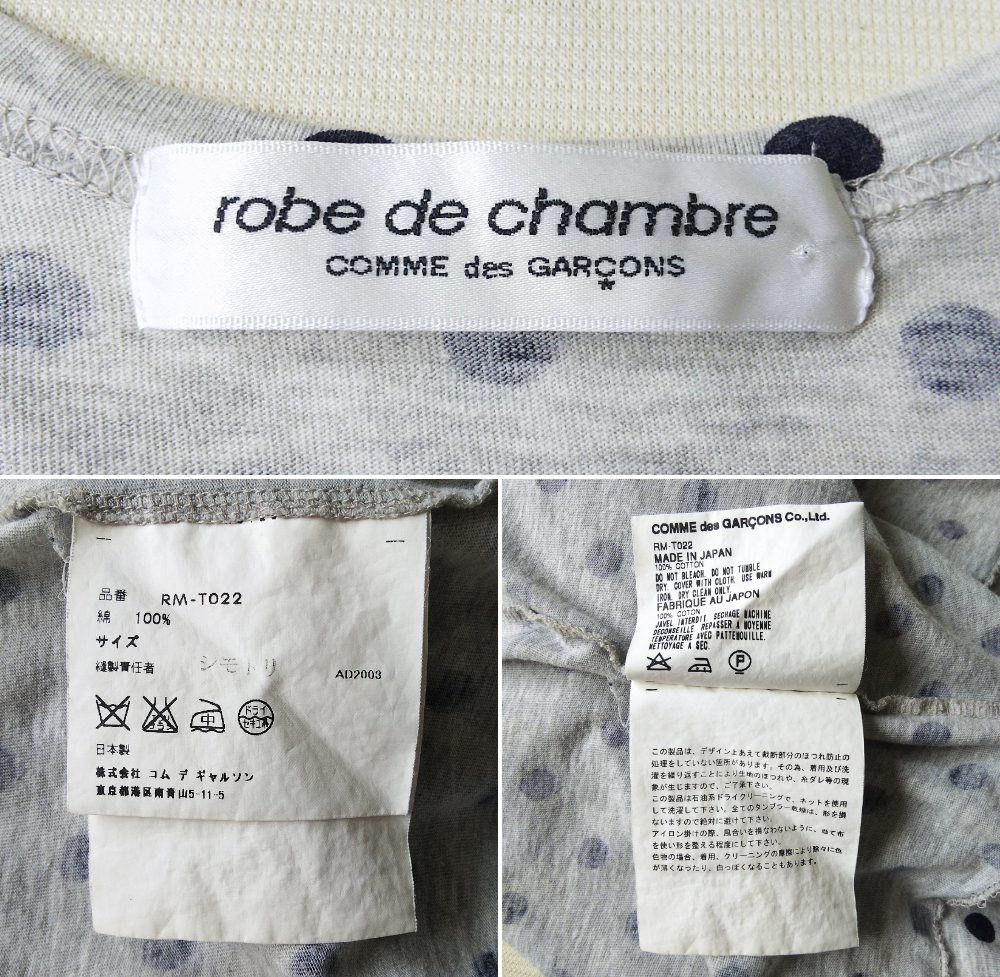 robe de chambre
COMME des GARÇONS
品番 RM-T022
綿 100%
サイズ
縫製責任者 シモトリ AD2003
ドライ
セキユ系
日本製
株式会社 コム デ ギャルソン
東京都港区南青山5-11-5
COMME des GARÇONS Co.,Ltd.
RM-T022
MADE IN JAPAN
100% COTTON
DO NOT BLEACH. DO NOT TUMBLE
DRY. COVER WITH CLOTH. USE WARM
IRON. DRY CLEAN ONLY.
FABRIQUE AU JAPON
100% COTON
JAVEL INTERDIT SECHAGE MACHINE
DECONSEILLE REPASSER A MOYENNE
TEMPERATURE AVEC PATTEMOUILLE.
NETTOYAGE A SEC.
P
この製品は、デザイン上あえて裁断部分のほつれ防止の
処理をしていない箇所があります。その為、着用及び洗
濯を繰り返すことにより生地のほつれや、糸ダレ等の現
象が生じますので、ご了承下さい。
この製品は石油系ドライクリーニングで、ネットを使用
して洗濯して下さい。全てのタンブラー乾燥は、形を損
ないますので絶対に避けて下さい。
アイロン掛けの際、風合いを損なわないように、当て布
を使い形を整える程度にして下さい。
色物の場合、着用、クリーニングの摩擦により除々に色
が薄くなったり、白っぽくなることもあります。